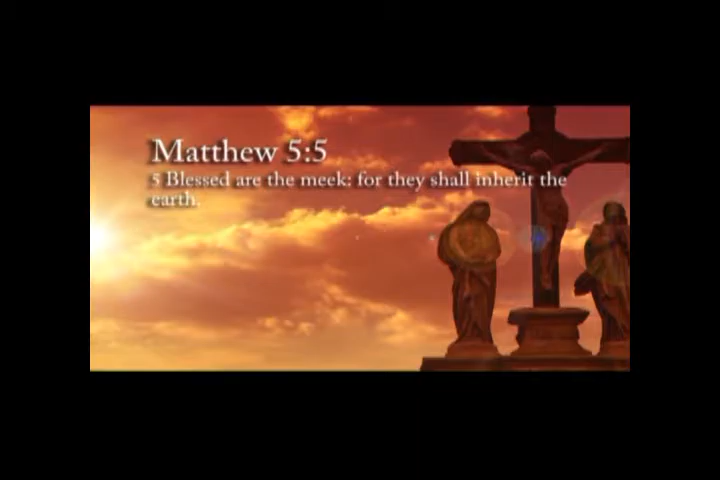 Matthew 5:5
5 Blessed are the meek: for they shall inherit the
earth.